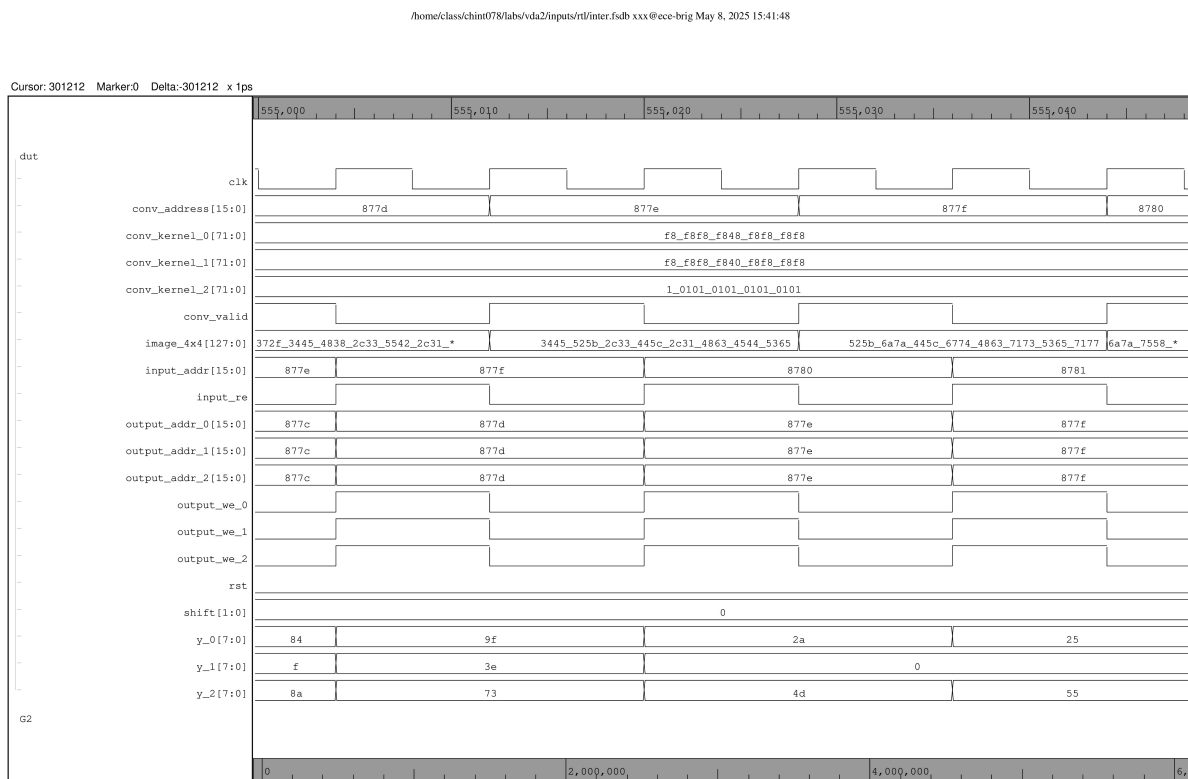 /home/class/chint078/labs/vda2/inputs/rtl/inter.fsdb xxx@ece-brig May 8, 2025 15:41:48
Cursor: 301212 Marker:0 Delta:-301212 x 1ps
555,000 555,010 555,020 555,030 555,040
dut
clk
conv_address[15:0] 877d 877e 877f 8780
conv_kernel_0[71:0] f8_f8f8_f848_f8f8_f8f8
conv_kernel_1[71:0] f8_f8f8_f840_f8f8_f8f8
conv_kernel_2[71:0] 1_0101_0101_0101_0101
conv_valid
image_4x4[127:0] 372f_3445_4838_2c33_5542_2c31_* 3445_525b_2c33_445c_2c31_4863_4544_5365 525b_6a7a_445c_6774_4863_7173_5365_7177 6a7a_7558_*
input_addr[15:0] 877e 877f 8780 8781
input_re
output_addr_0[15:0] 877c 877d 877e 877f
output_addr_1[15:0] 877c 877d 877e 877f
output_addr_2[15:0] 877c 877d 877e 877f
output_we_0
output_we_1
output_we_2
rst
shift[1:0] 0
y_0[7:0] 84 9f 2a 25
y_1[7:0] f 3e 0
y_2[7:0] 8a 73 4d 55
G2
0 2,000,000 4,000,000 6,